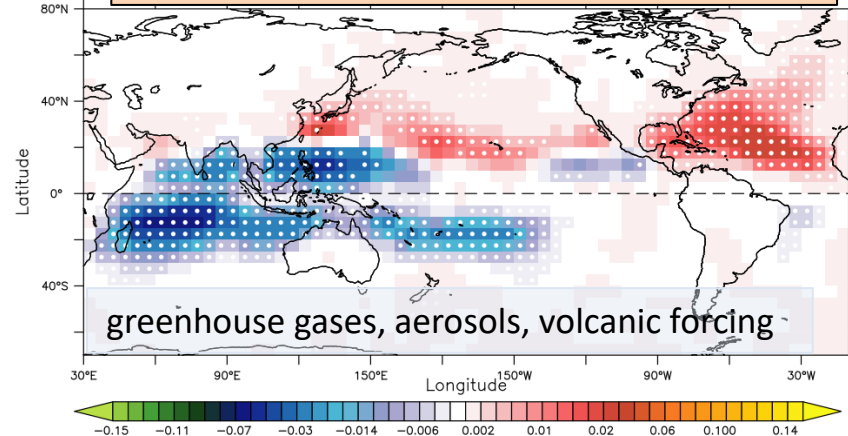 80°N
40°N
0°
40°S
Latitude
greenhouse gases, aerosols, volcanic forcing
30°E 90°E 150°E 150°W 90°W 30°W
Longitude
−0.15 −0.11 −0.07 −0.03 −0.014 −0.006 0.002 0.01 0.02 0.06 0.100 0.14